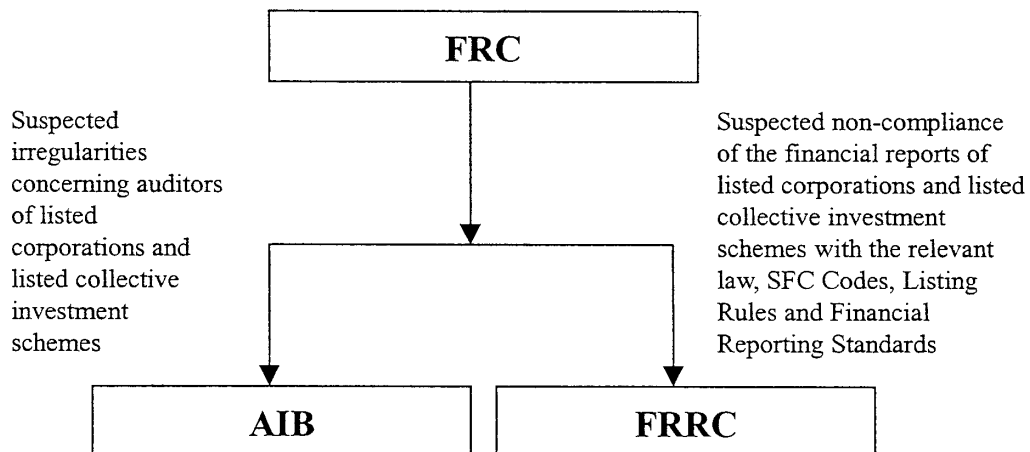 FRC
Suspected
irregularities
concerning auditors
of listed
corporations and
listed collective
investment
schemes
Suspected non-compliance
of the financial reports of
listed corporations and listed
collective investment
schemes with the relevant
law, SFC Codes, Listing
Rules and Financial
Reporting Standards
AIB
FRRC